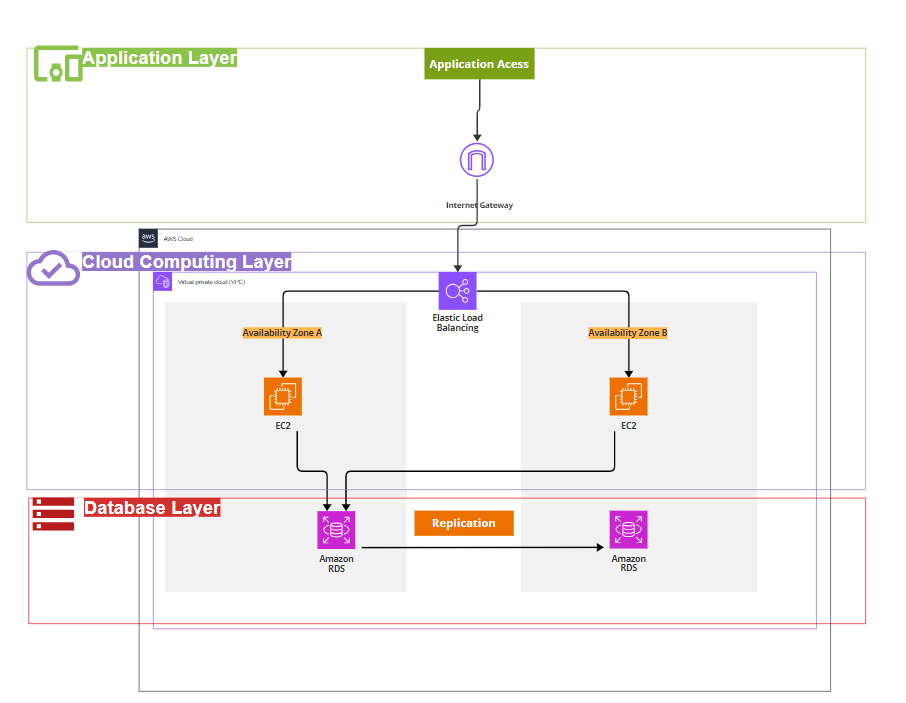 Application Layer
Application Acess
Internet Gateway
aws
AWS Cloud
Cloud Computing Layer
Virtual private cloud (VPC)
Elastic Load
Balancing
Availability Zone A
Availability Zone B
EC2
EC2
Database Layer
Replication
Amazon
RDS
Amazon
RDS